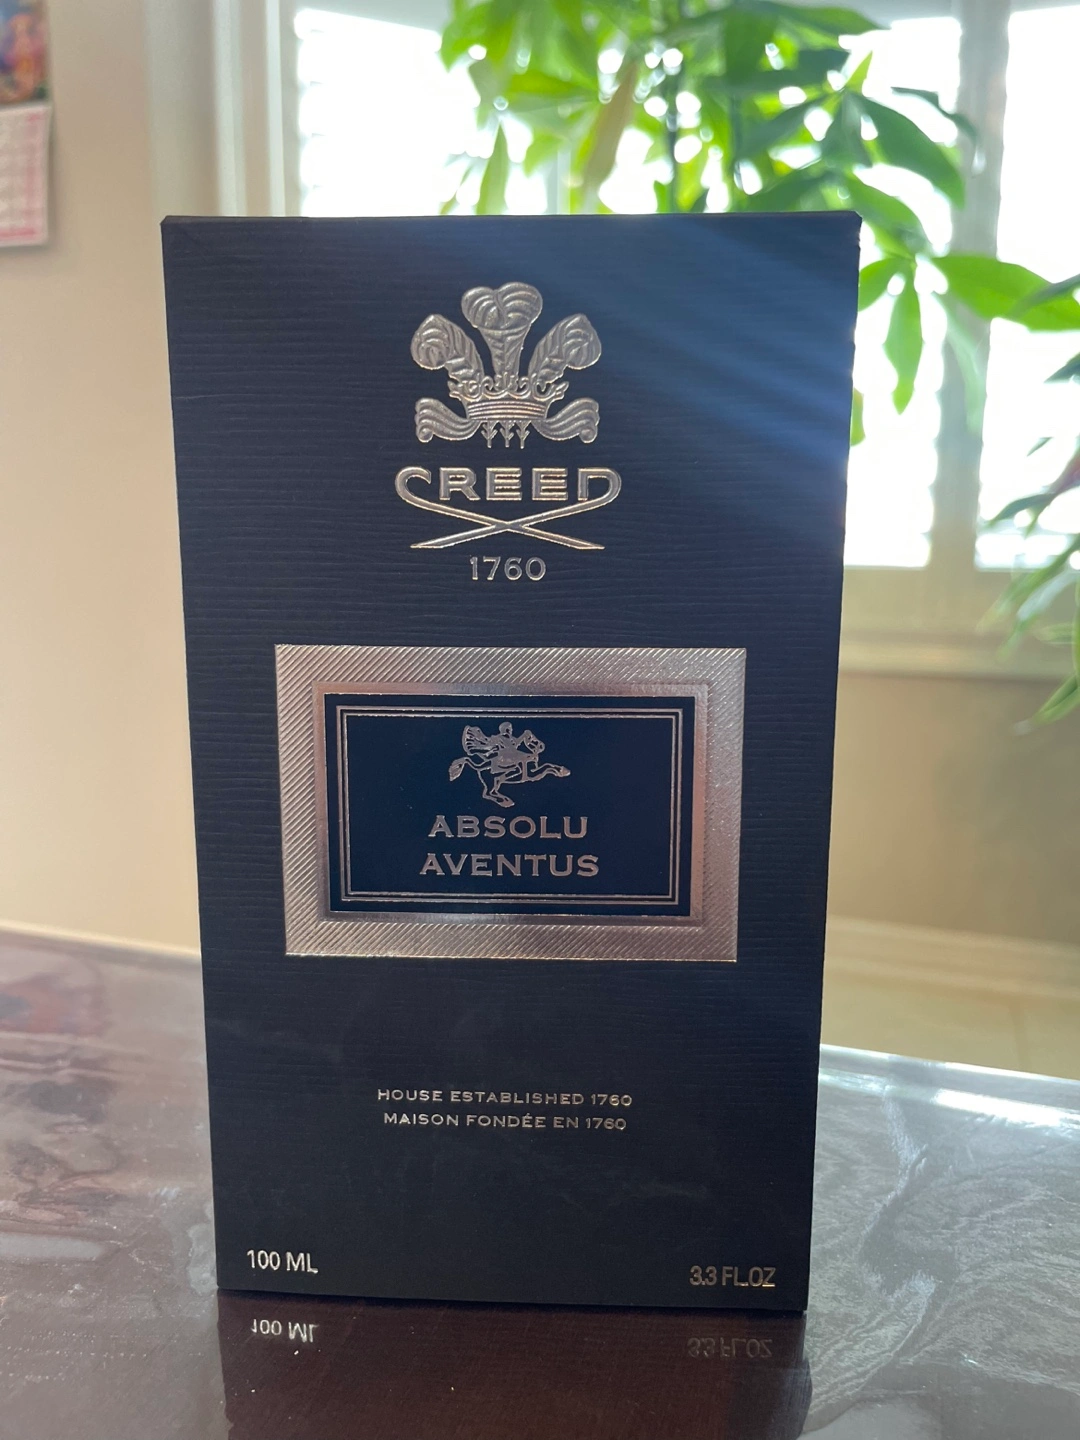 CREED
1760
ABSOLU
AVENTUS
HOUSE ESTABLISHED 1760
MAISON FONDÉE EN 1760
100 ML
3.3 FL.OZ